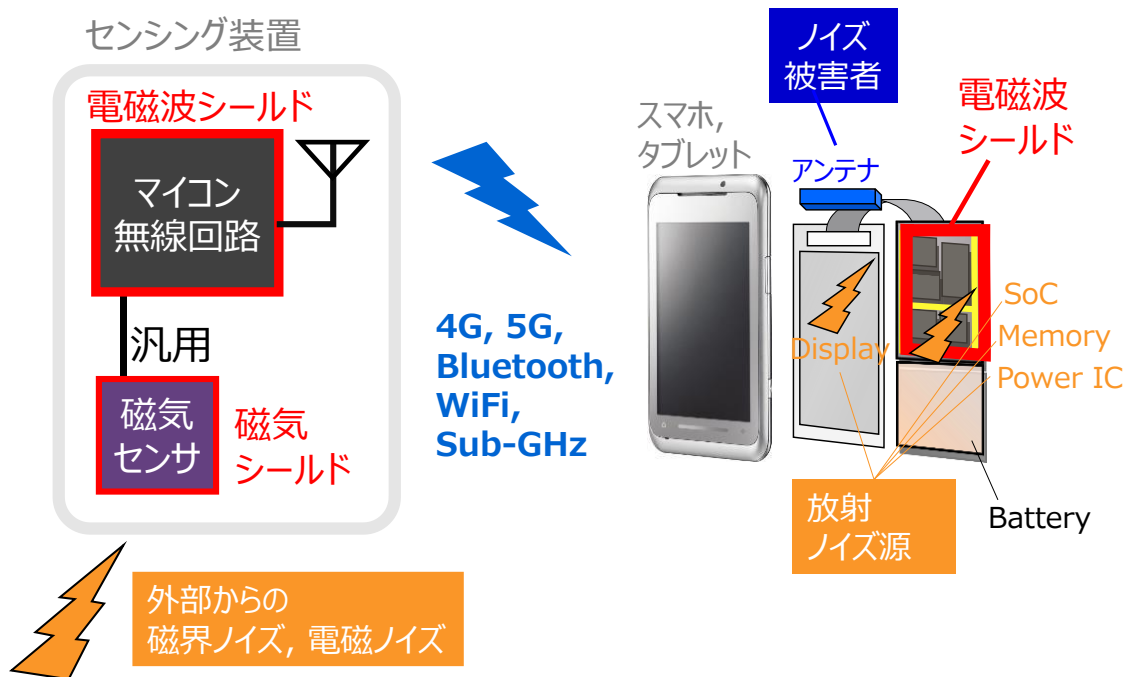 センシング装置
電磁波シールド
マイコン
無線回路
汎用
磁気
センサ
磁気
シールド
外部からの
磁界ノイズ, 電磁ノイズ
4G, 5G,
Bluetooth,
WiFi,
Sub-GHz
スマホ,
タブレット
ノイズ
被害者
アンテナ
電磁波
シールド
Display
SoC
Memory
Power IC
放射
ノイズ源
Battery